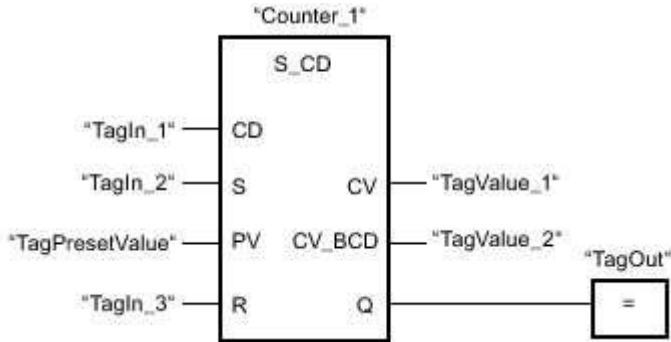 "Counter_1"
S_CD
"TagIn_1" CD
"TagIn_2" S CV "TagValue_1"
"TagPresetValue" PV CV_BCD "TagValue_2"
"TagOut"
"TagIn_3" R Q =